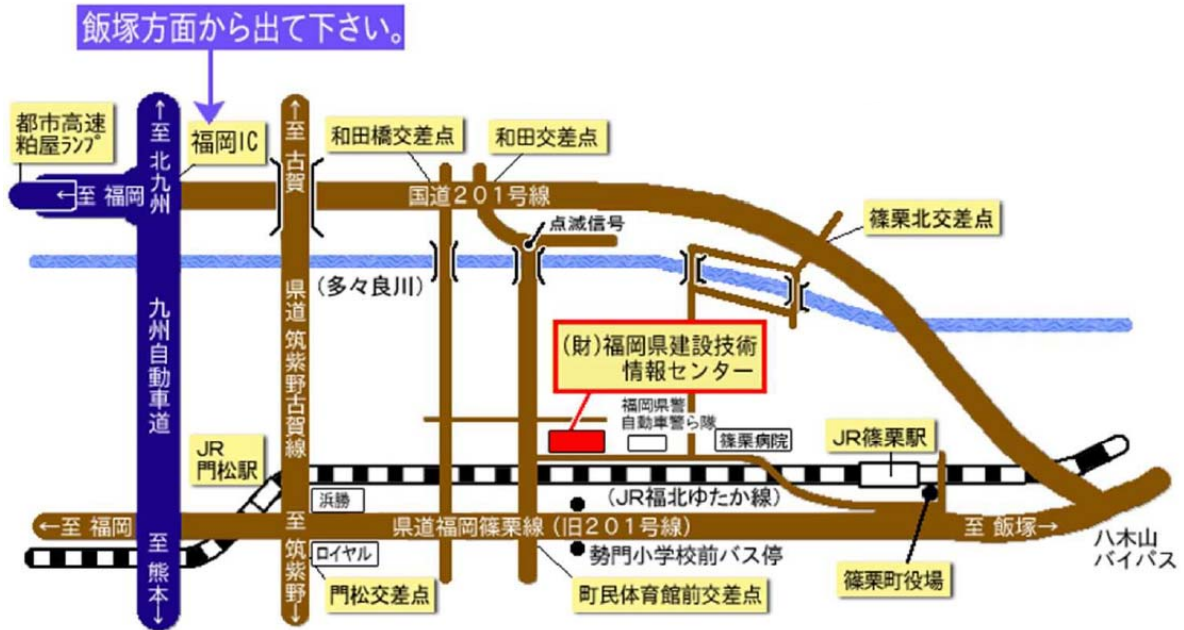 飯塚方面から出て下さい。
都市高速
粕屋ランプ
←至 福岡
↑至 北九州
福岡IC
↑至 古賀
和田橋交差点
和田交差点
国道201号線
点滅信号
篠栗北交差点
(多々良川)
九州自動車道
県道 筑紫野古賀線
(財)福岡県建設技術
情報センター
福岡県警
自動車警ら隊
篠栗病院
JR篠栗駅
JR
門松駅
浜勝
(JR福北ゆたか線)
←至 福岡
県道福岡篠栗線(旧201号線)
至 飯塚→
八木山
バイパス
至 熊本↓
至 筑紫野↓
ロイヤル
勢門小学校前バス停
門松交差点
町民体育館前交差点
篠栗町役場